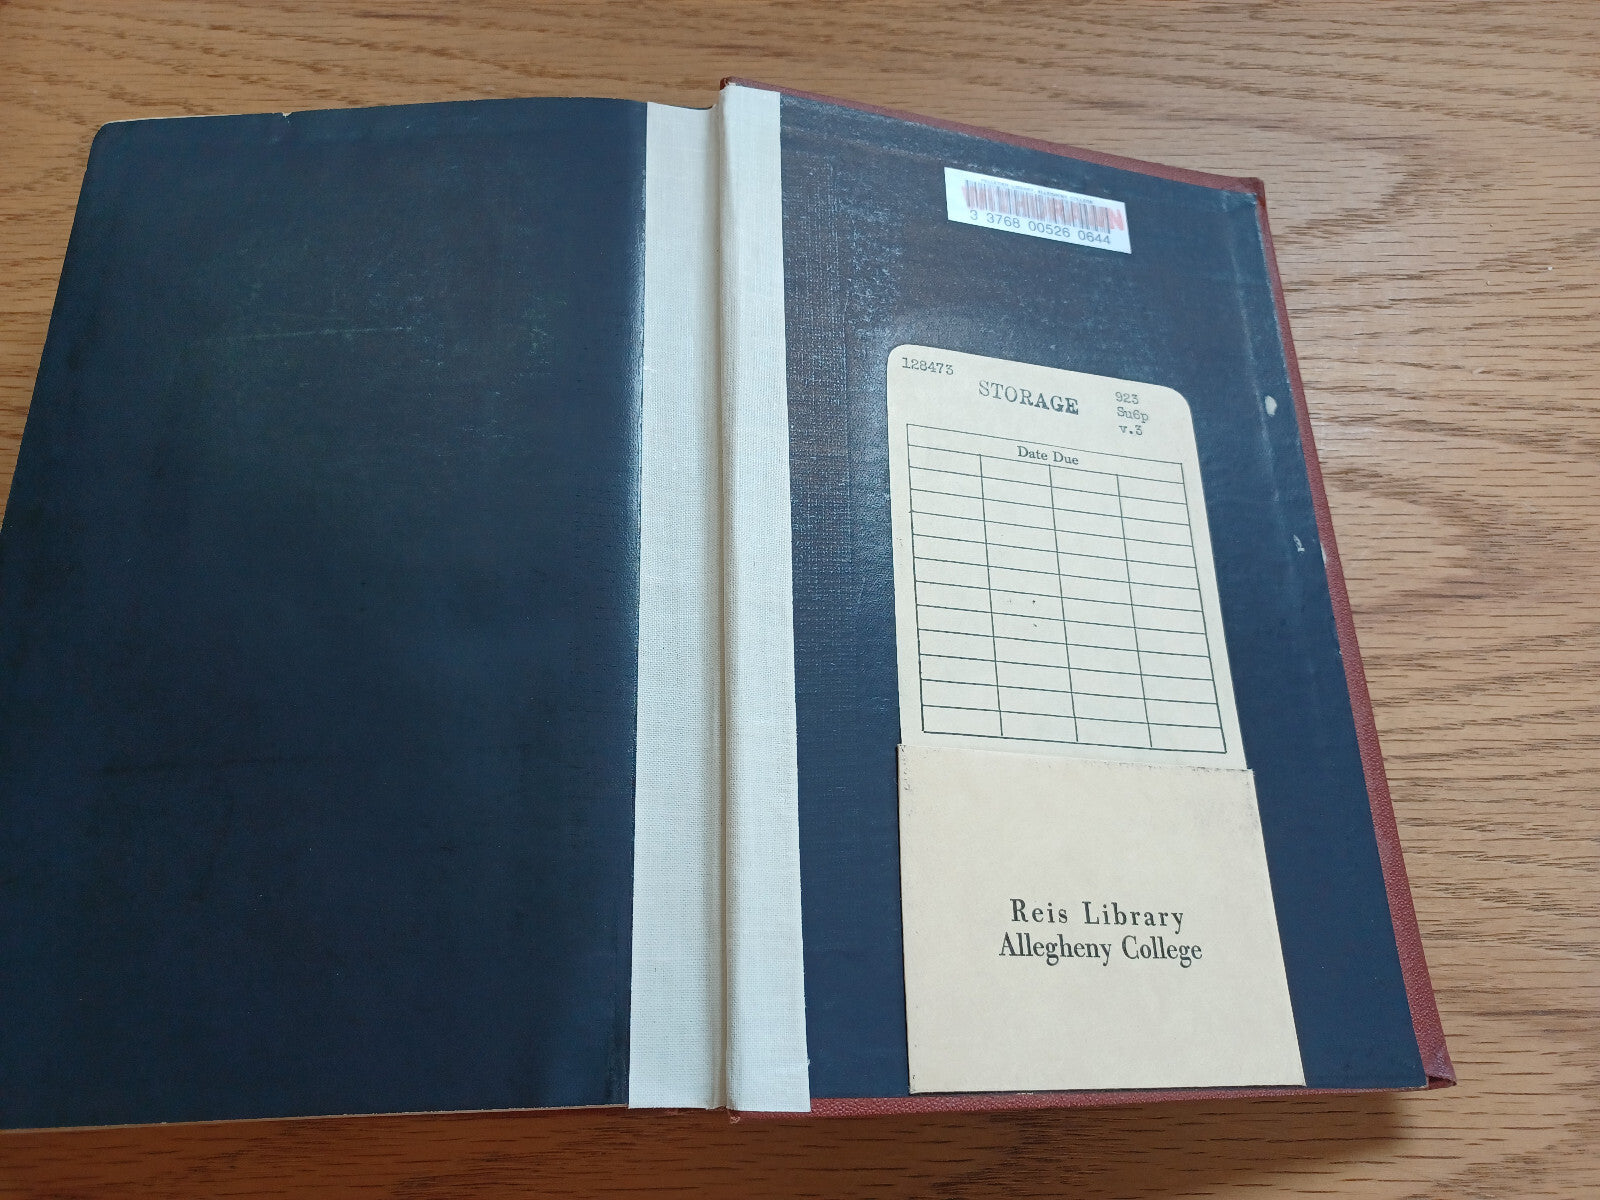 3 3768 00526 0644
128473
STORAGE
923
Su6p
v.3
Date Due
Reis Library
Allegheny College